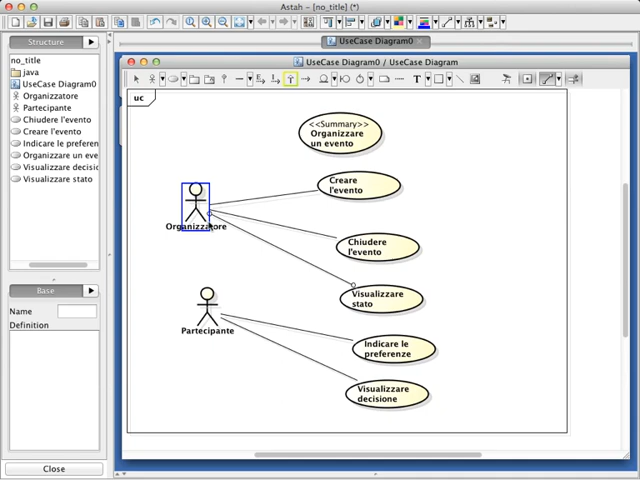 Astah - [no_title] (*)
Structure
UseCase Diagram0
no_title
java
UseCase Diagram0
Organizzatore
Partecipante
Chiudere l'evento
Creare l'evento
Indicare le preferen
Organizzare un eve
Visualizzare decisio
Visualizzare stato
Base
Name
Definition
Close
UseCase Diagram0 / UseCase Diagram
T
uc
<<Summary>>
Organizzare
un evento
Creare
l'evento
Organizzatore
Chiudere
l'evento
Visualizzare
stato
Partecipante
Indicare le
preferenze
Visualizzare
decisione